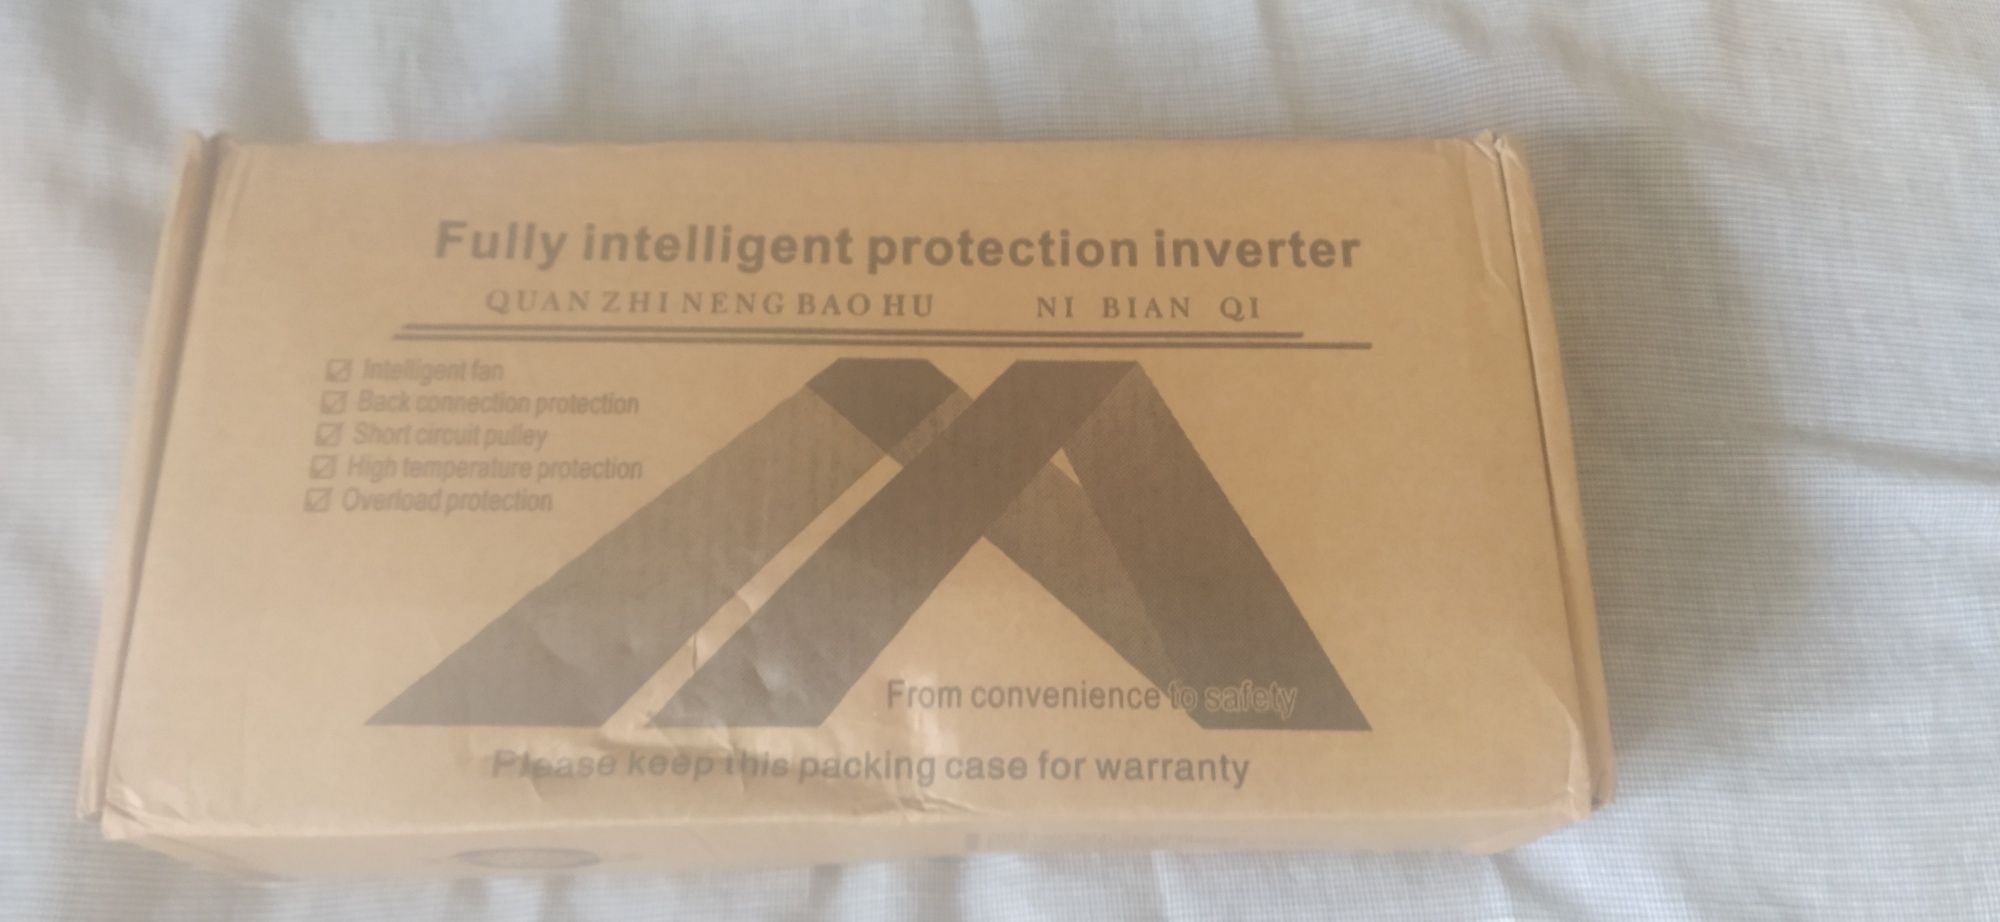 Fully intelligent protection inverter
QUAN ZHI NENG BAO HU NI BIAN QI
Intelligent fan
Back connection protection
Short circuit pulley
High temperature protection
Overload protection
From convenience to safety
Please keep this packing case for warranty